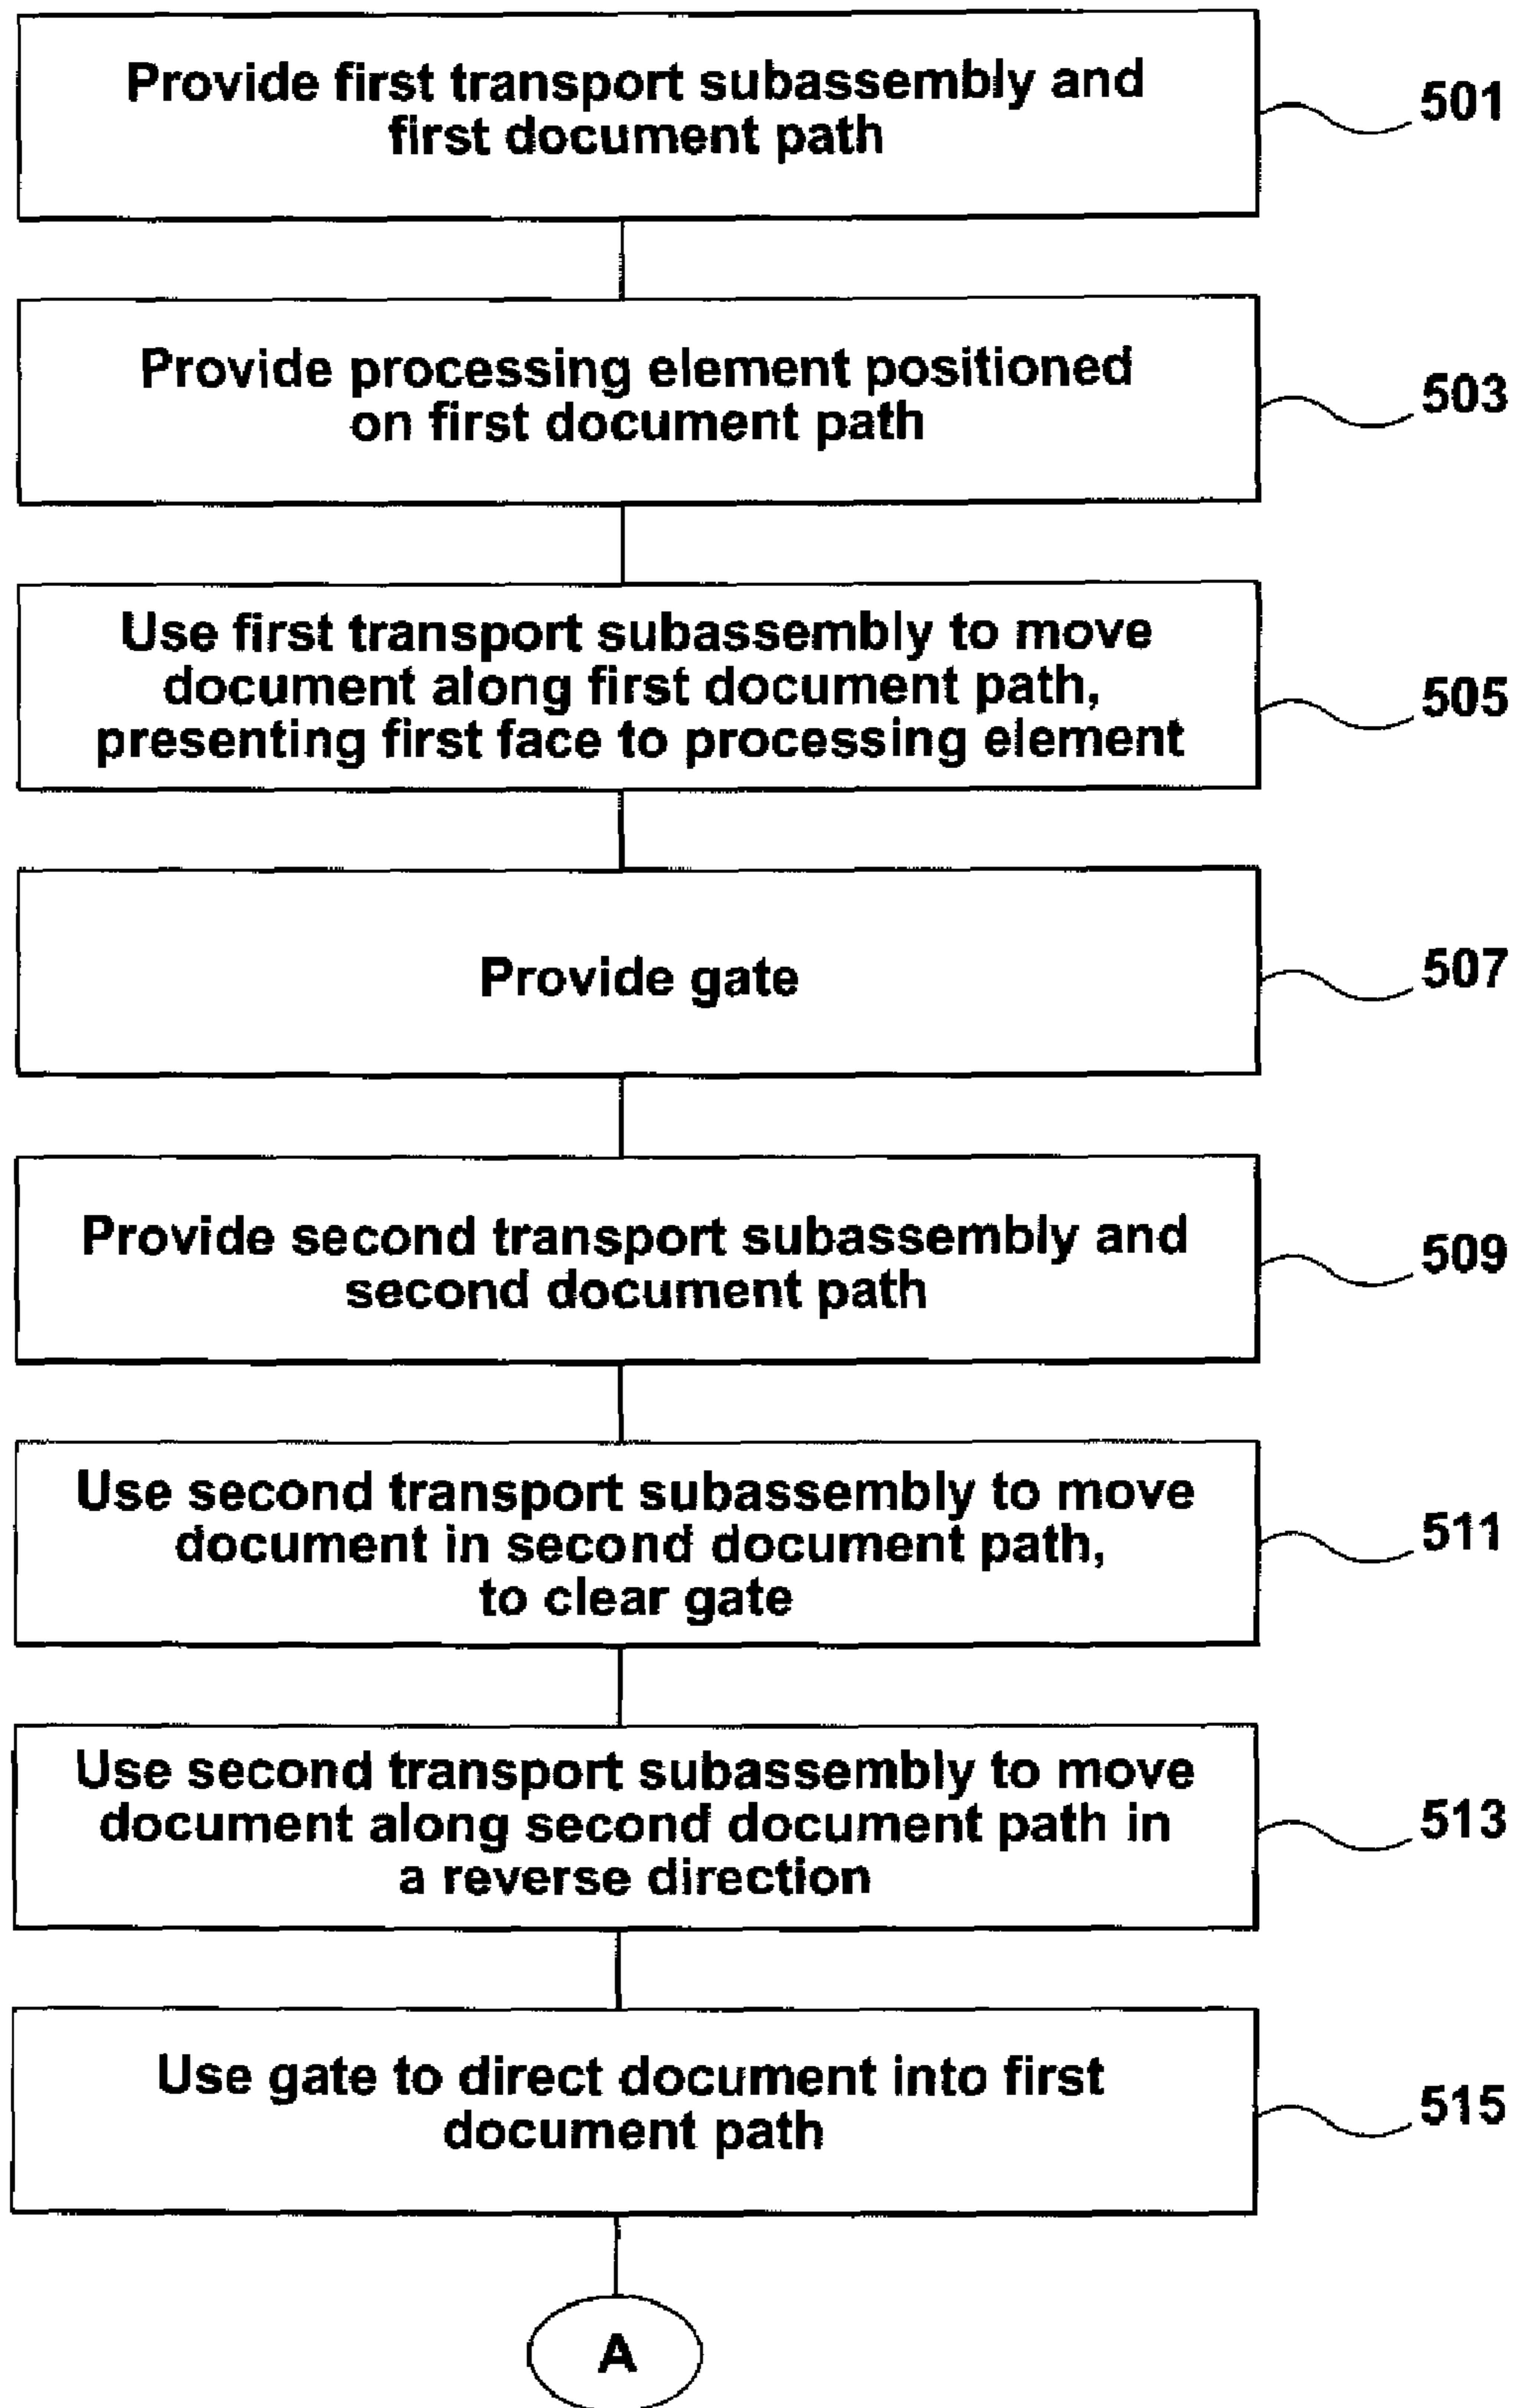 Provide first transport subassembly and
first document path
501
Provide processing element positioned
on first document path
503
Use first transport subassembly to move
document along first document path,
presenting first face to processing element
505
Provide gate
507
Provide second transport subassembly and
second document path
509
Use second transport subassembly to move
document in second document path,
to clear gate
511
Use second transport subassembly to move
document along second document path in
a reverse direction
513
Use gate to direct document into first
document path
515
A